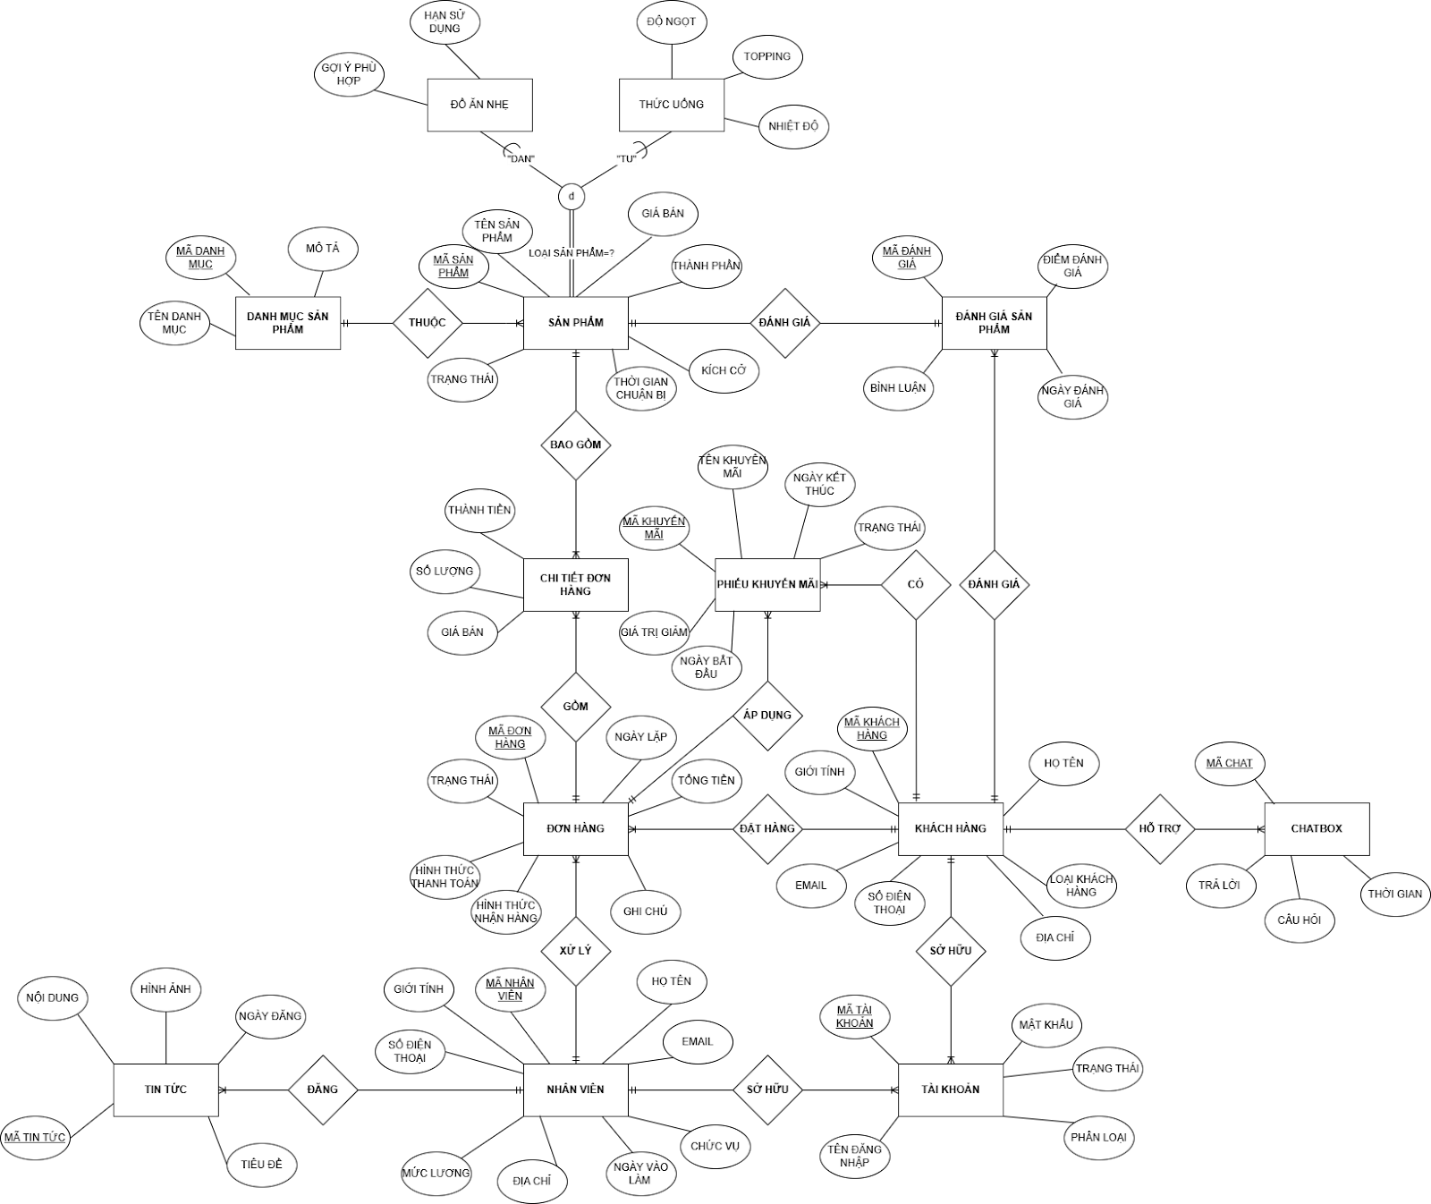 HẠN SỬ
DỤNG
ĐỘ NGỌT
GỢI Ý PHÙ
HỢP
TOPPING
ĐỒ ĂN NHẸ
THỨC UỐNG
NHIỆT ĐỘ
"DAN"
"TU"
d
TÊN SẢN
PHẨM
GIÁ BÁN
MÃ DANH
MỤC
MÔ TẢ
LOẠI SẢN PHẨM=?
MÃ SẢN
PHẨM
THÀNH PHẦN
MÃ ĐÁNH
GIÁ
ĐIỂM ĐÁNH
GIÁ
TÊN DANH
MỤC
DANH MỤC SẢN
PHẨM
THUỘC
SẢN PHẨM
ĐÁNH GIÁ
ĐÁNH GIÁ SẢN
PHẨM
TRẠNG THÁI
THỜI GIAN
CHUẬN BỊ
KÍCH CỠ
BÌNH LUẬN
NGÀY ĐÁNH
GIÁ
BAO GỒM
TÊN KHUYẾN
MÃI
NGÀY KẾT
THÚC
THÀNH TIỀN
MÃ KHUYẾN
MÃI
TRẠNG THÁI
SỐ LƯỢNG
CHI TIẾT ĐƠN
HÀNG
PHIẾU KHUYẾN MÃI
CÓ
ĐÁNH GIÁ
GIÁ BÁN
GIÁ TRỊ GIẢM
NGÀY BẮT
ĐẦU
GỒM
ÁP DỤNG
MÃ ĐƠN
HÀNG
NGÀY LẬP
MÃ KHÁCH
HÀNG
TRẠNG THÁI
TỔNG TIỀN
GIỚI TÍNH
HỌ TÊN
MÃ CHAT
ĐƠN HÀNG
ĐẶT HÀNG
KHÁCH HÀNG
HỖ TRỢ
CHATBOX
HÌNH THỨC
THANH TOÁN
HÌNH THỨC
NHẬN HÀNG
GHI CHÚ
EMAIL
SỐ ĐIỆN
THOẠI
LOẠI KHÁCH
HÀNG
ĐỊA CHỈ
TRẢ LỜI
CÂU HỎI
THỜI GIAN
XỬ LÝ
SỞ HỮU
NỘI DUNG
HÌNH ẢNH
NGÀY ĐĂNG
GIỚI TÍNH
MÃ NHÂN
VIÊN
HỌ TÊN
SỐ ĐIỆN
THOẠI
EMAIL
MÃ TÀI
KHOẢN
MẬT KHẨU
TRẠNG THÁI
TIN TỨC
ĐĂNG
NHÂN VIÊN
SỞ HỮU
TÀI KHOẢN
MÃ TIN TỨC
TIÊU ĐỀ
MỨC LƯƠNG
ĐỊA CHỈ
NGÀY VÀO
LÀM
CHỨC VỤ
TÊN ĐĂNG
NHẬP
PHÂN LOẠI